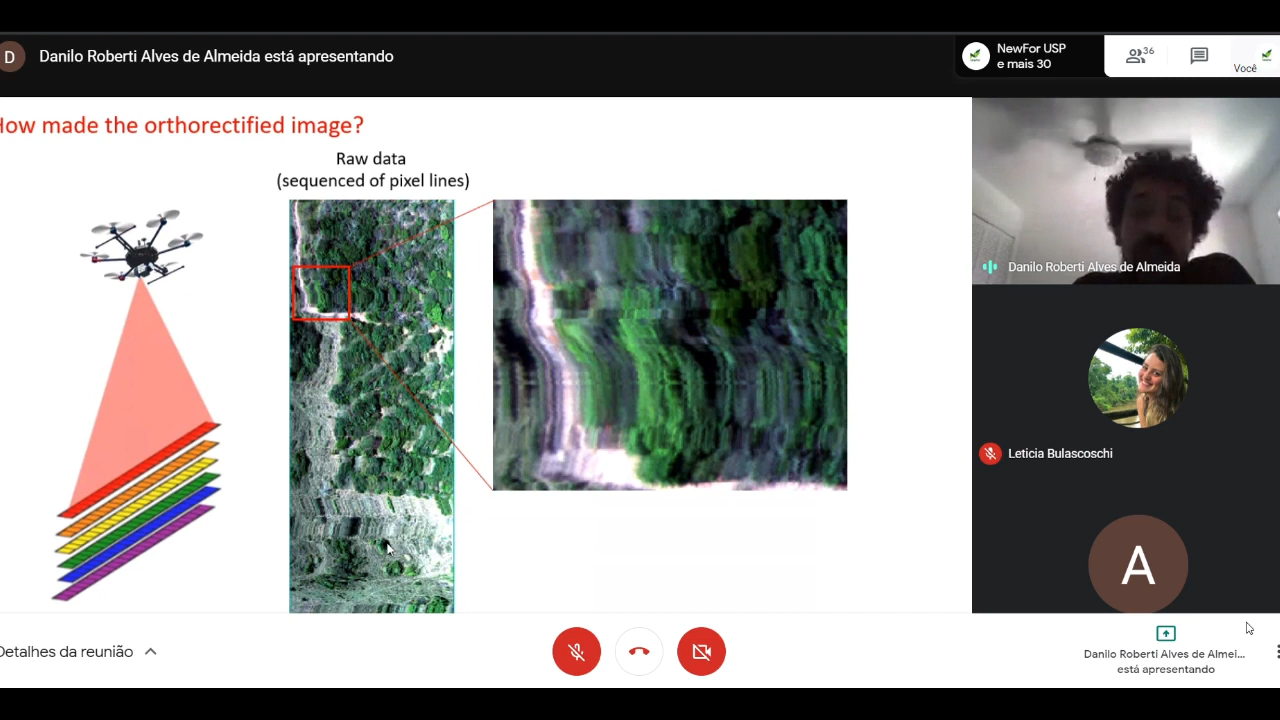 D
Danilo Roberti Alves de Almeida está apresentando
NewFor USP
e mais 30
36
Você
How made the orthorectified image?
Raw data
(sequenced of pixel lines)
Danilo Roberti Alves de Almeida
Leticia Bulascoschi
A
Detalhes da reunião
Danilo Roberti Alves de Almei...
está apresentando